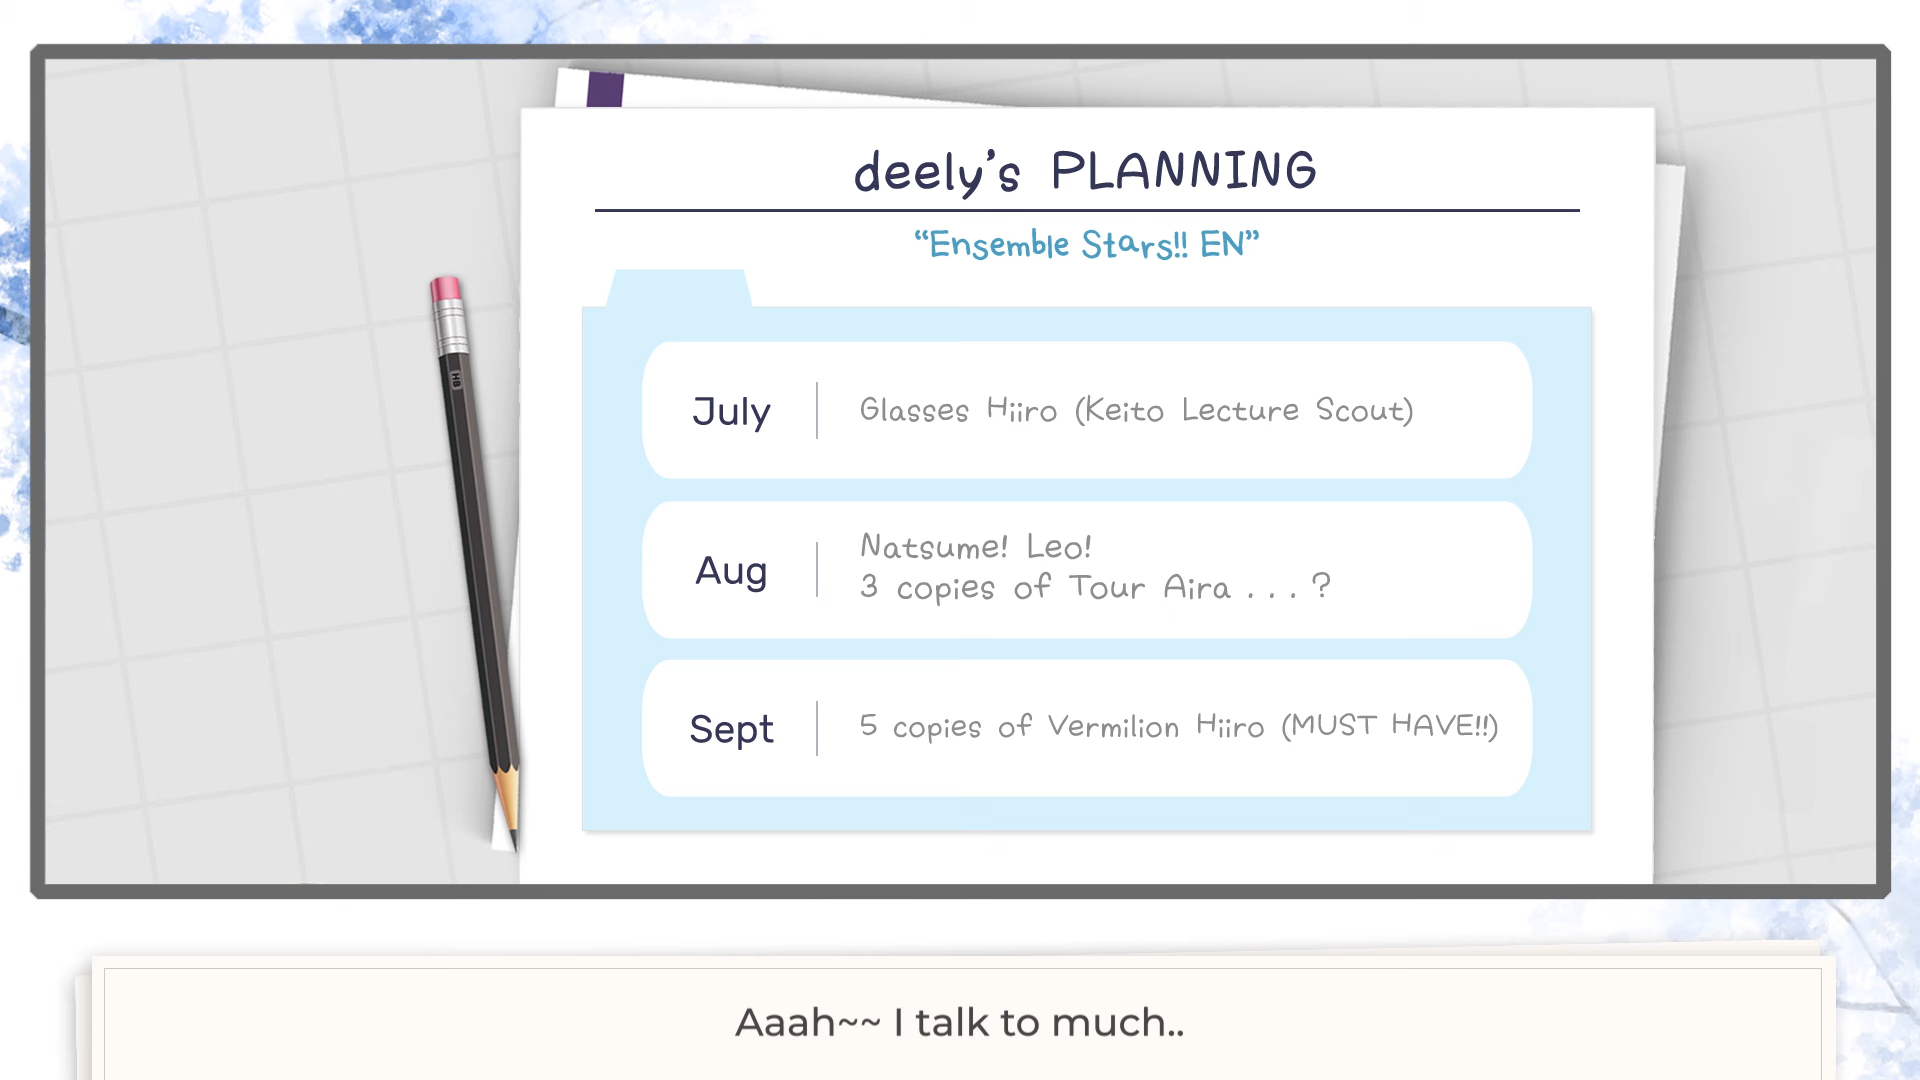 deely's PLANNING
“Ensemble Stars!! EN”
July
Glasses Hiiro (Keito Lecture Scout)
Aug
Natsume! Leo!
3 copies of Tour Aira . . . ?
Sept
5 copies of Vermilion Hiiro (MUST HAVE!!)
HB
Aaah~~ I talk to much..